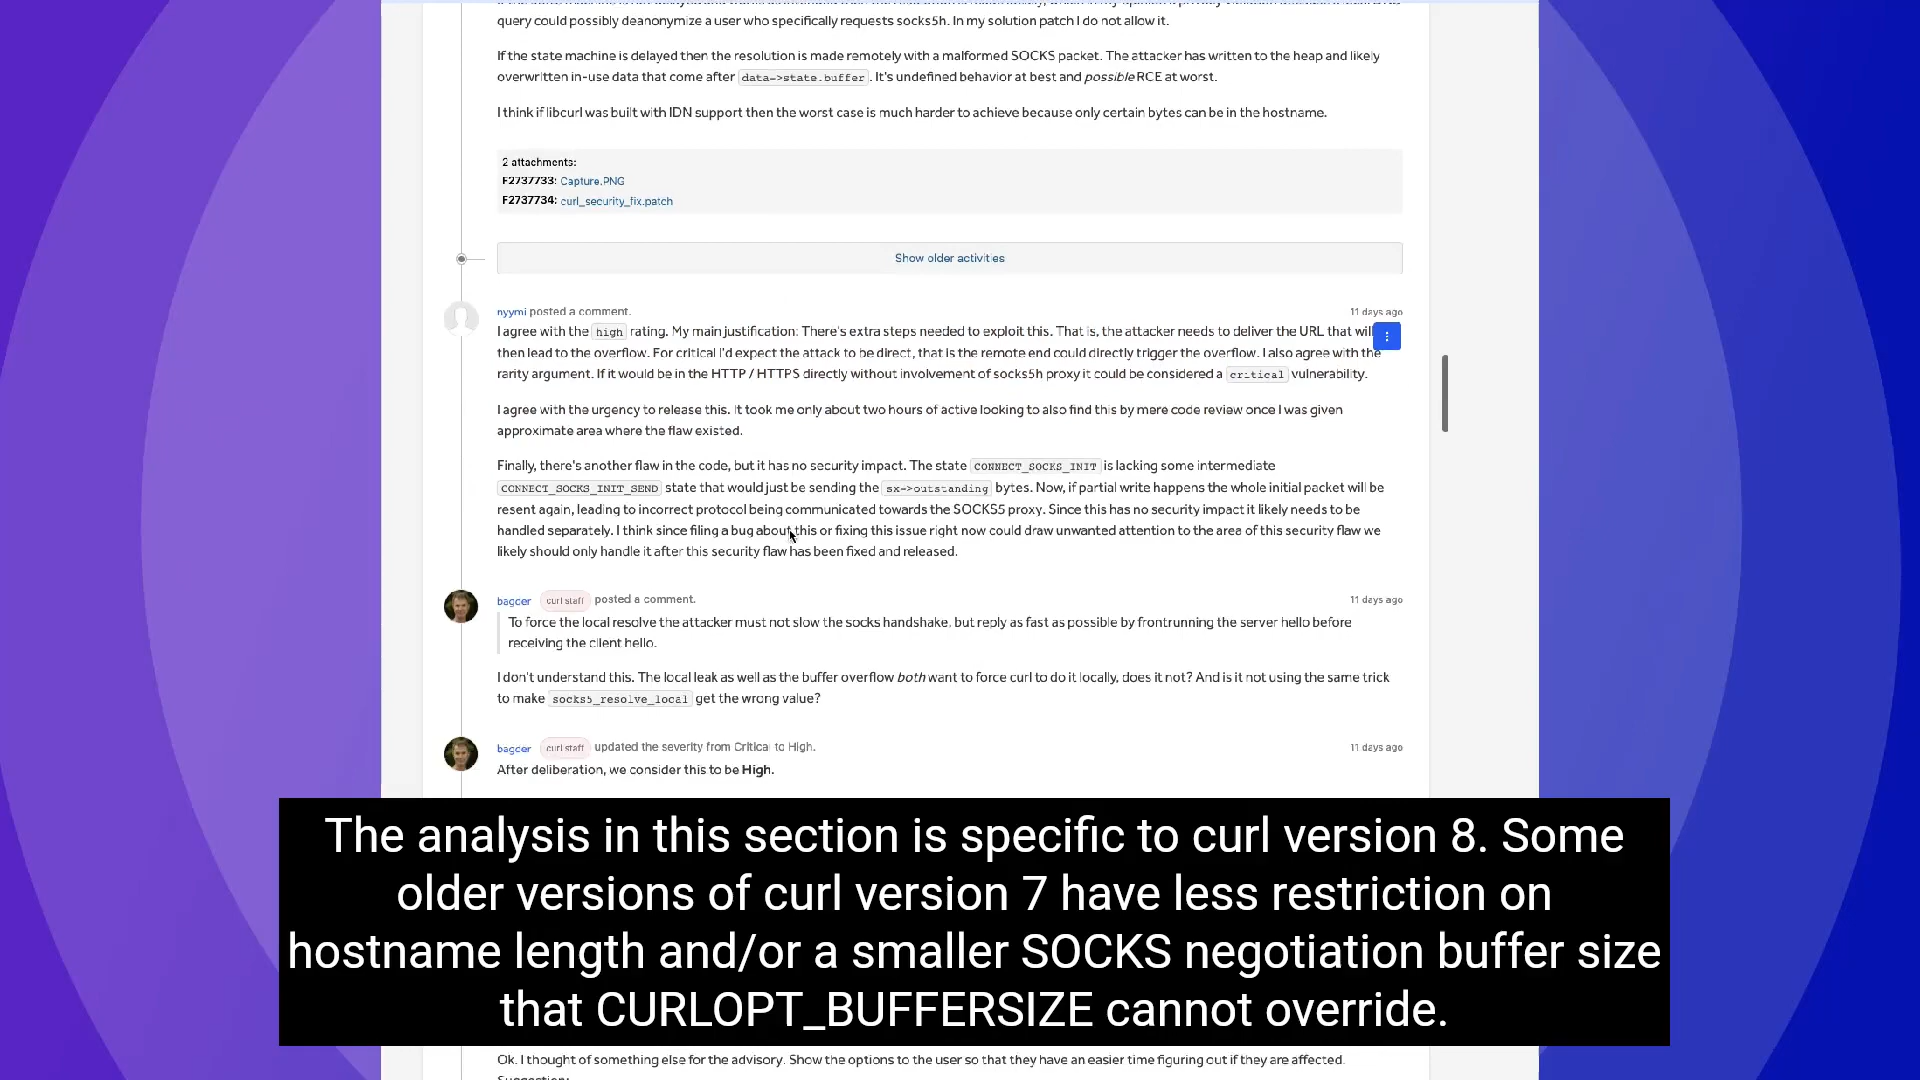 query could possibly deanonymize a user who specifically requests socks5h. In my solution patch I do not allow it.
If the state machine is delayed then the resolution is made remotely with a malformed SOCKS packet. The attacker has written to the heap and likely
overwritten in-use data that come after data->state.buffer. It's undefined behavior at best and possible RCE at worst.
I think if libcurl was built with IDN support then the worst case is much harder to achieve because only certain bytes can be in the hostname.
2 attachments:
F2737733: Capture.PNG
F2737734: curl_security_fix.patch
Show older activities
nyymi posted a comment. 11 days ago
I agree with the high rating. My main justification: There's extra steps needed to exploit this. That is, the attacker needs to deliver the URL that will
then lead to the overflow. For critical I'd expect the attack to be direct, that is the remote end could directly trigger the overflow. I also agree with the
rarity argument. If it would be in the HTTP / HTTPS directly without involvement of socks5h proxy it could be considered a critical vulnerability.
I agree with the urgency to release this. It took me only about two hours of active looking to also find this by mere code review once I was given
approximate area where the flaw existed.
Finally, there's another flaw in the code, but it has no security impact. The state CONNECT_SOCKS_INIT is lacking some intermediate
CONNECT_SOCKS_INIT_SEND state that would just be sending the sx->outstanding bytes. Now, if partial write happens the whole initial packet will be
resent again, leading to incorrect protocol being communicated towards the SOCKS5 proxy. Since this has no security impact it likely needs to be
handled separately. I think since filing a bug about this or fixing this issue right now could draw unwanted attention to the area of this security flaw we
likely should only handle it after this security flaw has been fixed and released.
bagder curl staff posted a comment. 11 days ago
To force the local resolve the attacker must not slow the socks handshake, but reply as fast as possible by frontrunning the server hello before
receiving the client hello.
I don't understand this. The local leak as well as the buffer overflow both want to force curl to do it locally, does it not? And is it not using the same trick
to make socks5_resolve_local get the wrong value?
bagder curl staff updated the severity from Critical to High. 11 days ago
After deliberation, we consider this to be High.
The analysis in this section is specific to curl version 8. Some
older versions of curl version 7 have less restriction on
hostname length and/or a smaller SOCKS negotiation buffer size
that CURLOPT_BUFFERSIZE cannot override.
Ok. I thought of something else for the advisory. Show the options to the user so that they have an easier time figuring out if they are affected.